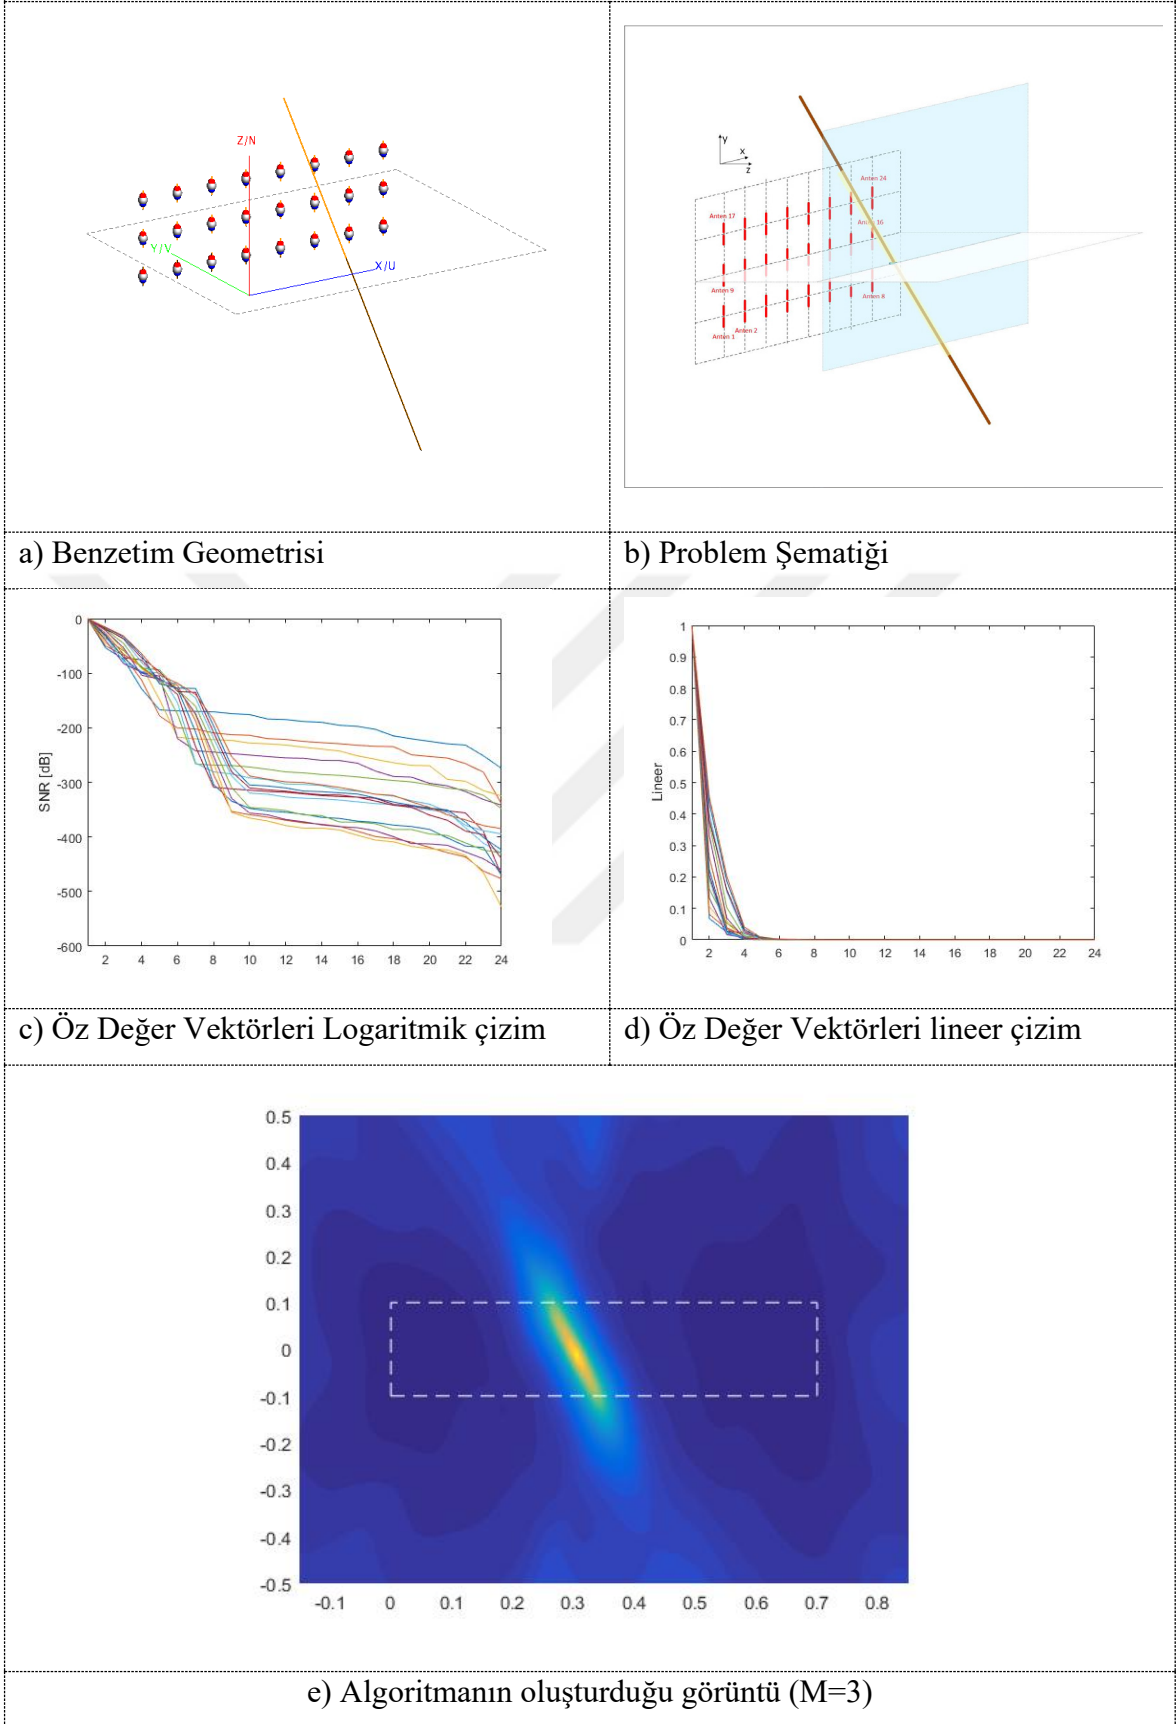 Z/N
Y/V
X/U
y
x
z
Anten 24
Anten 17
Anten 16
Anten 9
Anten 8
Anten 2
Anten 1
a) Benzetim Geometrisi
b) Problem Şematiği
0
-100
-200
-300
-400
-500
-600
SNR [dB]
2 4 6 8 10 12 14 16 18 20 22 24
1
0.9
0.8
0.7
0.6
0.5
0.4
0.3
0.2
0.1
0
Lineer
2 4 6 8 10 12 14 16 18 20 22 24
c) Öz Değer Vektörleri Logaritmik çizim
d) Öz Değer Vektörleri lineer çizim
0.5
0.4
0.3
0.2
0.1
0
-0.1
-0.2
-0.3
-0.4
-0.5
-0.1 0 0.1 0.2 0.3 0.4 0.5 0.6 0.7 0.8
e) Algoritmanın oluşturduğu görüntü (M=3)